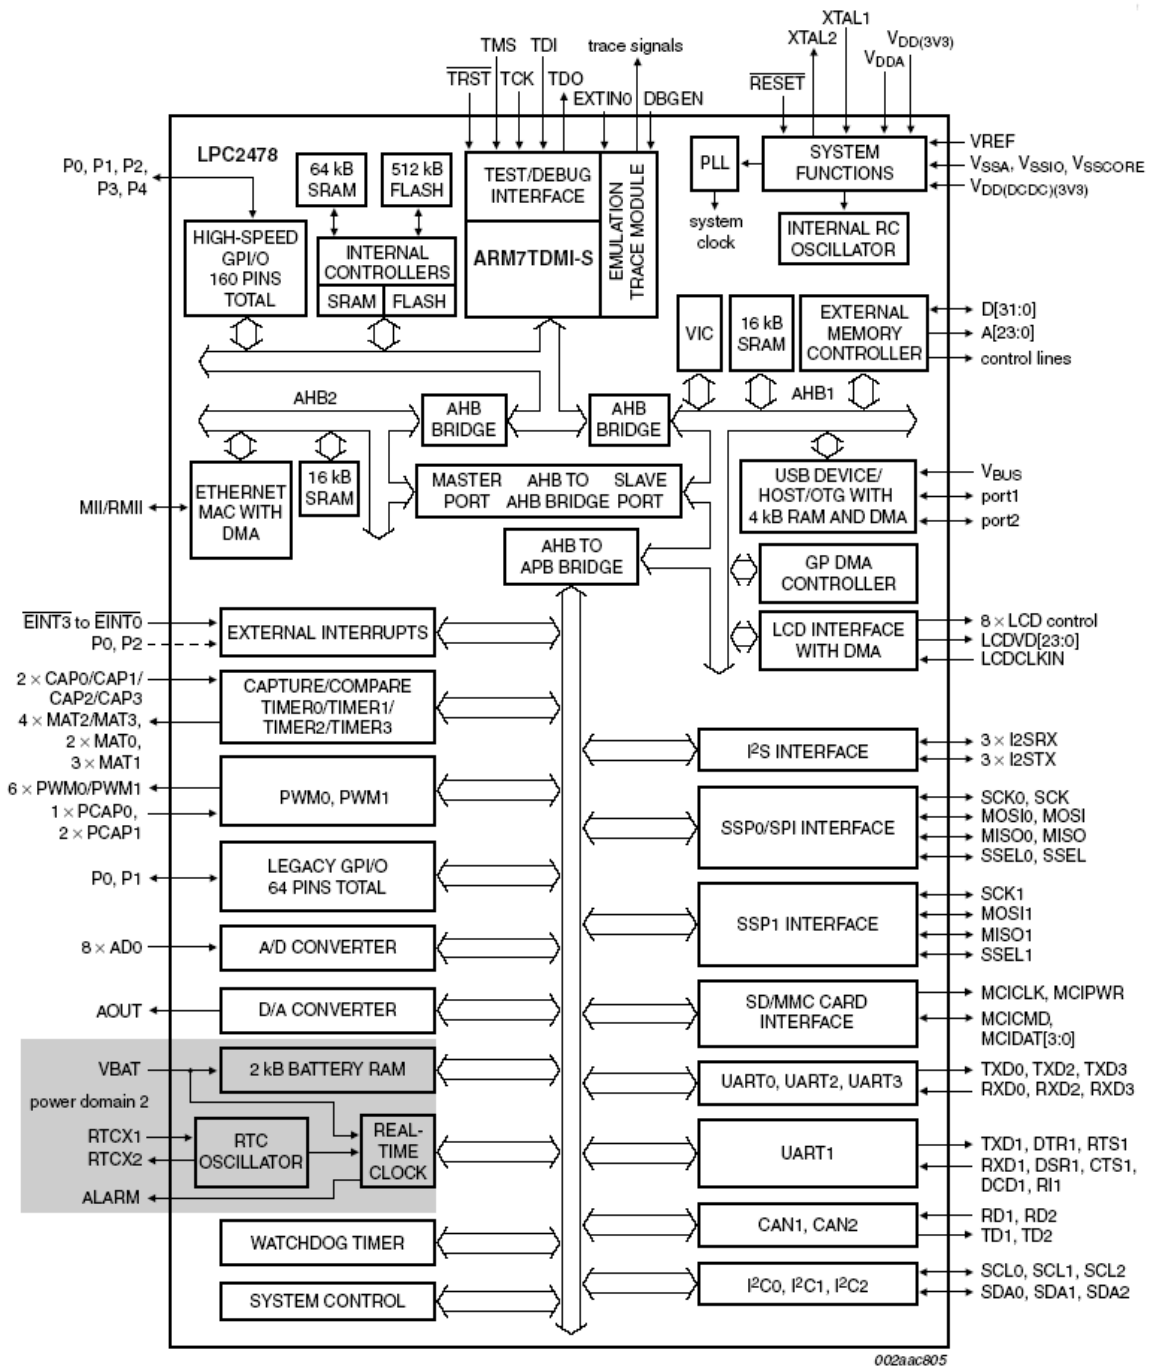 XTAL1
XTAL2
VDD(3V3)
TMS
TDI
trace signals
VDDA
TRST
TCK
TDO
RESET
EXTIN0
DBGEN
LPC2478
P0, P1, P2,
P3, P4
64 kB
SRAM
512 kB
FLASH
TEST/DEBUG
INTERFACE
EMULATION
TRACE MODULE
PLL
SYSTEM
FUNCTIONS
VREF
VSSA, VSSIO, VSSCORE
VDD(DCDC)(3V3)
system
clock
HIGH-SPEED
GPI/O
160 PINS
TOTAL
INTERNAL
CONTROLLERS
SRAM
FLASH
ARM7TDMI-S
INTERNAL RC
OSCILLATOR
VIC
16 kB
SRAM
EXTERNAL
MEMORY
CONTROLLER
D[31:0]
A[23:0]
control lines
AHB2
AHB
BRIDGE
AHB
BRIDGE
AHB1
ETHERNET
MAC WITH
DMA
16 kB
SRAM
MASTER AHB TO SLAVE
PORT AHB BRIDGE PORT
USB DEVICE/
HOST/OTG WITH
4 kB RAM AND DMA
VBUS
port1
port2
MII/RMII
AHB TO
APB BRIDGE
GP DMA
CONTROLLER
EINT3 to EINT0
P0, P2
EXTERNAL INTERRUPTS
LCD INTERFACE
WITH DMA
8 × LCD control
LCDVD[23:0]
LCDCLKIN
2 × CAP0/CAP1/
CAP2/CAP3
4 × MAT2/MAT3,
2 × MAT0,
3 × MAT1
CAPTURE/COMPARE
TIMER0/TIMER1/
TIMER2/TIMER3
I²S INTERFACE
3 × I2SRX
3 × I2STX
6 × PWM0/PWM1
1 × PCAP0,
2 × PCAP1
PWM0, PWM1
SSP0/SPI INTERFACE
SCK0, SCK
MOSI0, MOSI
MISO0, MISO
SSEL0, SSEL
P0, P1
LEGACY GPI/O
64 PINS TOTAL
SSP1 INTERFACE
SCK1
MOSI1
MISO1
SSEL1
8 × AD0
A/D CONVERTER
AOUT
D/A CONVERTER
SD/MMC CARD
INTERFACE
MCICLK, MCIPWR
MCICMD,
MCIDAT[3:0]
VBAT
2 kB BATTERY RAM
UART0, UART2, UART3
TXD0, TXD2, TXD3
RXD0, RXD2, RXD3
power domain 2
RTCX1
RTCX2
RTC
OSCILLATOR
REAL-
TIME
CLOCK
ALARM
UART1
TXD1, DTR1, RTS1
RXD1, DSR1, CTS1,
DCD1, RI1
WATCHDOG TIMER
CAN1, CAN2
RD1, RD2
TD1, TD2
SYSTEM CONTROL
I²C0, I²C1, I²C2
SCL0, SCL1, SCL2
SDA0, SDA1, SDA2
002aac805